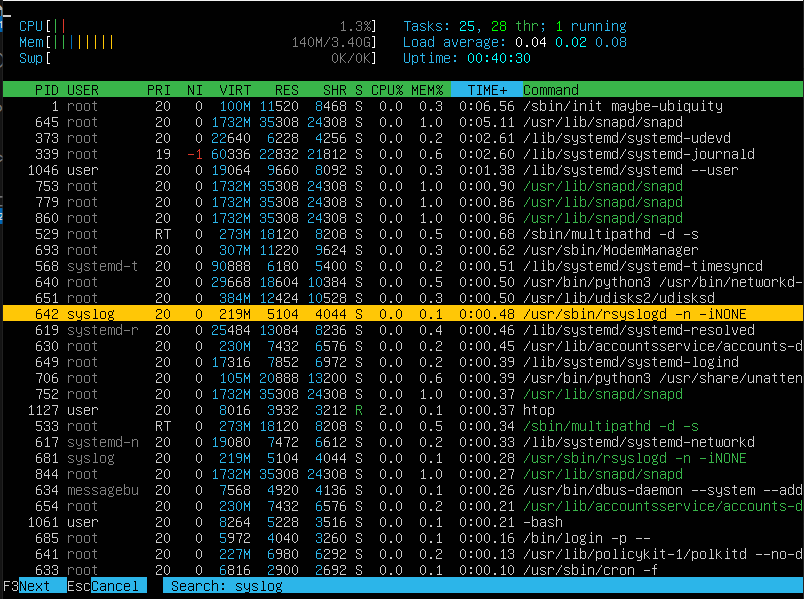 CPU[|| 1.3%] Tasks: 25, 28 thr; 1 running
Mem[|||||||| 140M/3.40G] Load average: 0.04 0.02 0.08
Swp[ 0K/0K] Uptime: 00:40:30
PID USER PRI NI VIRT RES SHR S CPU% MEM% TIME+ Command
1 root 20 0 100M 11520 8468 S 0.0 0.3 0:06.56 /sbin/init maybe-ubiquity
645 root 20 0 1732M 35308 24308 S 0.0 1.0 0:05.11 /usr/lib/snapd/snapd
373 root 20 0 22640 6228 4256 S 0.0 0.2 0:02.61 /lib/systemd/systemd-udevd
339 root 19 -1 60336 22832 21812 S 0.0 0.6 0:02.60 /lib/systemd/systemd-journald
1046 user 20 0 19064 9660 8092 S 0.0 0.3 0:01.38 /lib/systemd/systemd --user
753 root 20 0 1732M 35308 24308 S 0.0 1.0 0:00.90 /usr/lib/snapd/snapd
779 root 20 0 1732M 35308 24308 S 0.0 1.0 0:00.86 /usr/lib/snapd/snapd
860 root 20 0 1732M 35308 24308 S 0.0 1.0 0:00.86 /usr/lib/snapd/snapd
529 root RT 0 273M 18120 8208 S 0.0 0.5 0:00.68 /sbin/multipathd -d -s
693 root 20 0 307M 11220 9624 S 0.0 0.3 0:00.62 /usr/sbin/ModemManager
568 systemd-t 20 0 90888 6180 5400 S 0.0 0.2 0:00.51 /lib/systemd/systemd-timesyncd
640 root 20 0 29668 18604 10384 S 0.0 0.5 0:00.50 /usr/bin/python3 /usr/bin/networkd-
651 root 20 0 384M 12424 10528 S 0.0 0.3 0:00.50 /usr/lib/udisks2/udisksd
642 syslog 20 0 219M 5104 4044 S 0.0 0.1 0:00.48 /usr/sbin/rsyslogd -n -iNONE
619 systemd-r 20 0 25484 13084 8236 S 0.0 0.4 0:00.46 /lib/systemd/systemd-resolved
630 root 20 0 230M 7432 6576 S 0.0 0.2 0:00.45 /usr/lib/accountsservice/accounts-d
649 root 20 0 17316 7852 6972 S 0.0 0.2 0:00.39 /lib/systemd/systemd-logind
706 root 20 0 105M 20888 13200 S 0.0 0.6 0:00.39 /usr/bin/python3 /usr/share/unatten
752 root 20 0 1732M 35308 24308 S 0.0 1.0 0:00.37 /usr/lib/snapd/snapd
1127 user 20 0 8016 3932 3212 R 2.0 0.1 0:00.37 htop
533 root RT 0 273M 18120 8208 S 0.0 0.5 0:00.34 /sbin/multipathd -d -s
617 systemd-n 20 0 19080 7472 6612 S 0.0 0.2 0:00.33 /lib/systemd/systemd-networkd
681 syslog 20 0 219M 5104 4044 S 0.0 0.1 0:00.28 /usr/sbin/rsyslogd -n -iNONE
844 root 20 0 1732M 35308 24308 S 0.0 1.0 0:00.27 /usr/lib/snapd/snapd
634 messagebu 20 0 7568 4920 4136 S 0.0 0.1 0:00.26 /usr/bin/dbus-daemon --system --add
654 root 20 0 230M 7432 6576 S 0.0 0.2 0:00.21 /usr/lib/accountsservice/accounts-d
1061 user 20 0 8264 5228 3516 S 0.0 0.1 0:00.21 -bash
685 root 20 0 5972 4040 3260 S 0.0 0.1 0:00.16 /bin/login -p --
641 root 20 0 227M 6980 6292 S 0.0 0.2 0:00.13 /usr/lib/policykit-1/polkitd --no-d
633 root 20 0 6816 2900 2692 S 0.0 0.1 0:00.10 /usr/sbin/cron -f
F3Next EscCancel Search: syslog